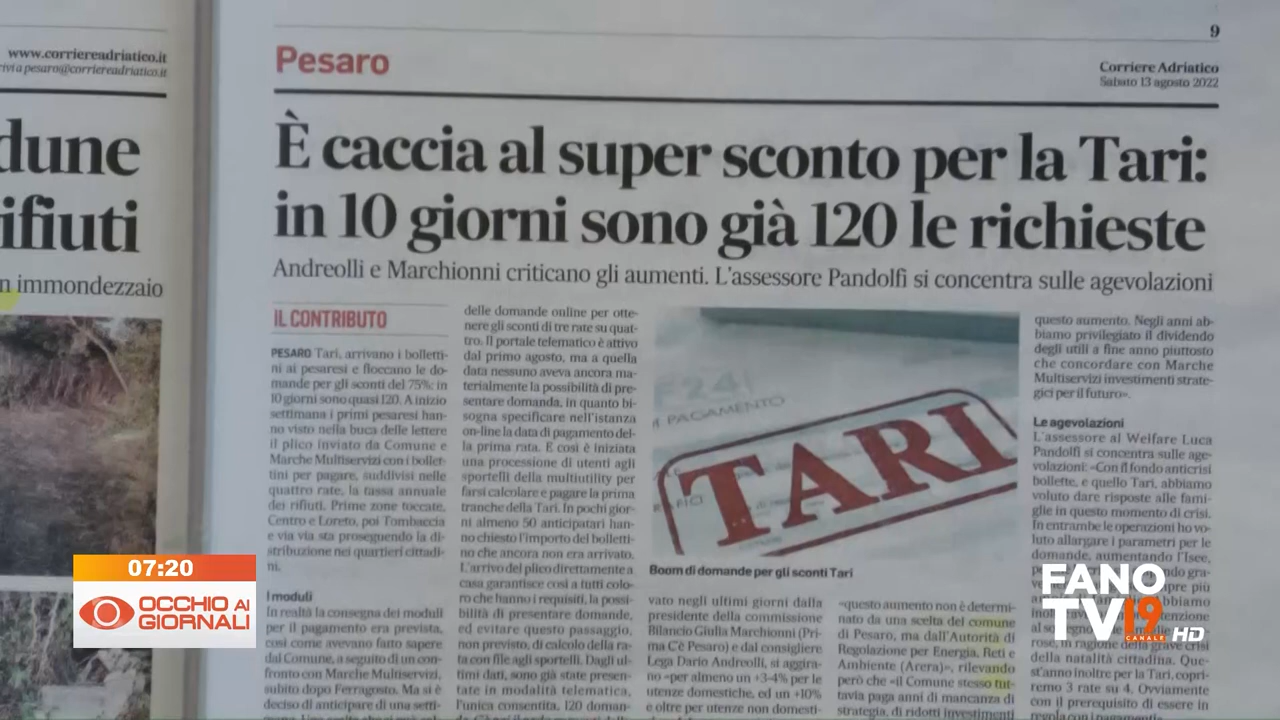 www.corriereadriatico.it
pesaro@corriereadriatico.it
dune
ifiuti
immondezzaio
9
Pesaro
Corriere Adriatico
Sabato 13 agosto 2022
È caccia al super sconto per la Tari:
in 10 giorni sono già 120 le richieste
Andreolli e Marchionni criticano gli aumenti. L'assessore Pandolfi si concentra sulle agevolazioni
IL CONTRIBUTO
PESARO Tari, arrivano i bolletti-
ni ai pesaresi e fioccano le do-
mande per gli sconti del 75%: in
10 giorni sono quasi 120. A inizio
settimana i primi pesaresi han-
no visto nella buca delle lettere
il plico inviato da Comune e
Marche Multiservizi con i bollet-
tini per pagare, suddivisi nelle
quattro rate, la tassa annuale
dei rifiuti. Prime zone toccate,
Centro e Loreto, poi Tombaccia
e via via sta proseguendo la di-
stribuzione nei quartieri cittadi-
ni.
I moduli
In realtà la consegna dei moduli
per il pagamento era prevista,
così come avevano fatto sapere
dal Comune, a seguito di un con-
fronto con Marche Multiservizi,
subito dopo Ferragosto. Ma si è
deciso di anticipare di una setti-
delle domande online per otte-
nere gli sconti di tre rate su quat-
tro. Il portale telematico è attivo
dal primo agosto, ma a quella
data nessuno aveva ancora ma-
terialmente la possibilità di pre-
sentare domanda, in quanto bi-
sogna specificare nell'istanza
on-line la data di pagamento del-
la prima rata. E così è iniziata
una processione di utenti agli
sportelli della multiutility per
farsi calcolare e pagare la prima
tranche della Tari. In pochi gior-
ni almeno 50 anticipatari han-
no chiesto l'importo del bolletti-
no che ancora non era arrivato.
L'arrivo del plico direttamente a
casa garantisce così a tutti colo-
ro che hanno i requisiti, la possi-
bilità di presentare domande,
ed evitare questo passaggio,
non previsto, di calcolo della ra-
ta con file agli sportelli. Dagli ul-
timi dati, sono già state presen-
tate in modalità telematica,
l'unica consentita, 120 doman-
F24
DI PAGAMENTO
TARI
Boom di domande per gli sconti Tari
vato negli ultimi giorni dalla
presidente della commissione
Bilancio Giulia Marchionni (Pri-
ma C'è Pesaro) e dal consigliere
Lega Dario Andreolli, si aggira-
no «per almeno un +3-4% per le
utenze domestiche, ed un +10%
e oltre per utenze non domesti-
«questo aumento non è determi-
nato da una scelta del comune
di Pesaro, ma dall'Autorità di
Regolazione per Energia, Reti e
Ambiente (Arera)», rilevando
però che «il Comune stesso tut-
tavia paga anni di mancanza di
strategia, di ridotti investimenti
questo aumento. Negli anni ab-
biamo privilegiato il dividendo
degli utili a fine anno piuttosto
che concordare con Marche
Multiservizi investimenti strate-
gici per il futuro».
Le agevolazioni
L'assessore al Welfare Luca
Pandolfi si concentra sulle age-
volazioni: «Con il fondo anticrisi
bollette, e quello Tari, abbiamo
voluto dare risposte alle fami-
glie in questo momento di crisi.
In entrambe le operazioni ho vo-
luto allargare i parametri per le
domande, aumentando l'Isee,
rose, in ragione della grave crisi
della natalità cittadina. Que-
st'anno inoltre per la Tari, copri-
remo 3 rate su 4. Ovviamente
con il prerequisito di essere in
07:20
OCCHIO AI
GIORNALI
FANO
TV 19
CANALE HD